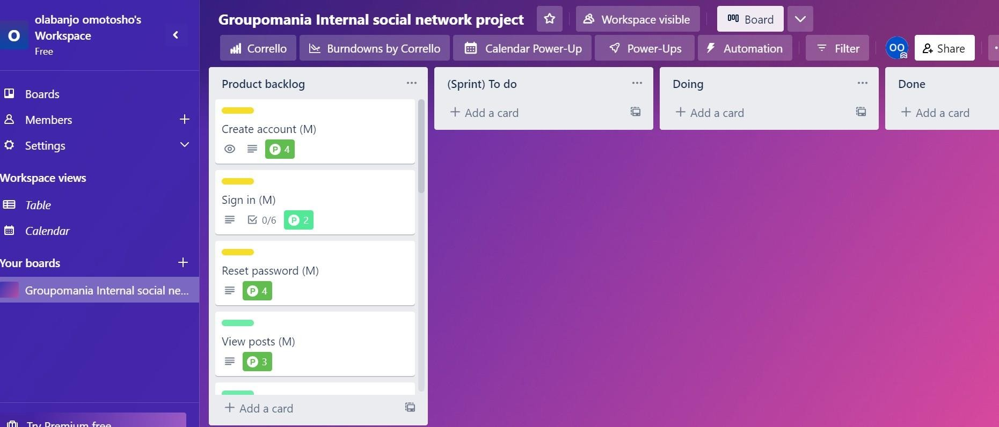 O
olabanjo omotosho's
Workspace
Free
Boards
Members
Settings
Workspace views
Table
Calendar
Your boards
Groupomania Internal social ne...
Try Premium free
Groupomania Internal social network project
Workspace visible
Board
Corrello
Burndowns by Corrello
Calendar Power-Up
Power-Ups
Automation
Filter
OO
Share
Product backlog
Create account (M)
P 4
Sign in (M)
0/6
P 2
Reset password (M)
P 4
View posts (M)
P 3
Add a card
(Sprint) To do
Add a card
Doing
Add a card
Done
Add a card